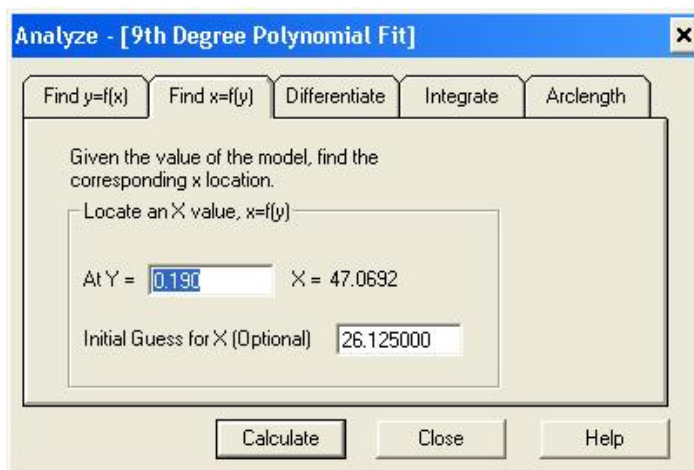 Analyze - [9th Degree Polynomial Fit]
Find y=f(x) Find x=f(y) Differentiate Integrate Arclength
Given the value of the model, find the
corresponding x location.
Locate an X value, x=f(y)
At Y = 0.190 X = 47.0692
Initial Guess for X (Optional) 26.125000
Calculate Close Help